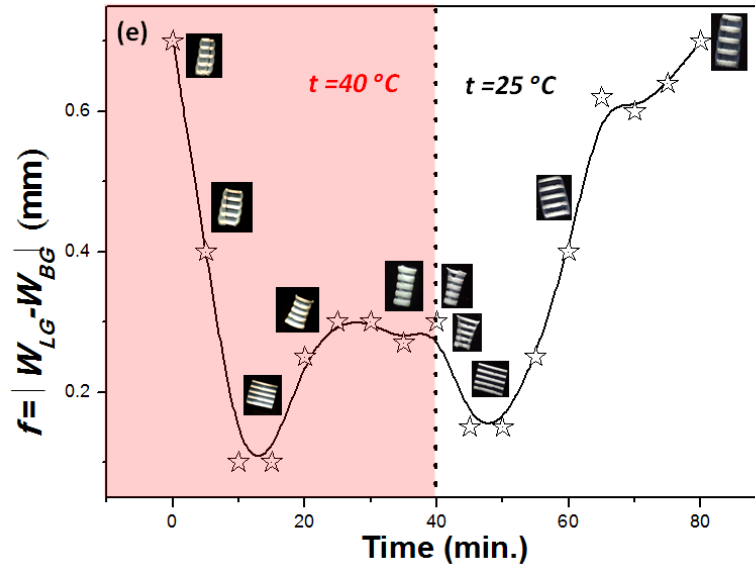 (e)
t =40 °C
t =25 °C
f = | W_LG-W_BG | (mm)
0.6
0.4
0.2
0
20
40
60
80
Time (min.)